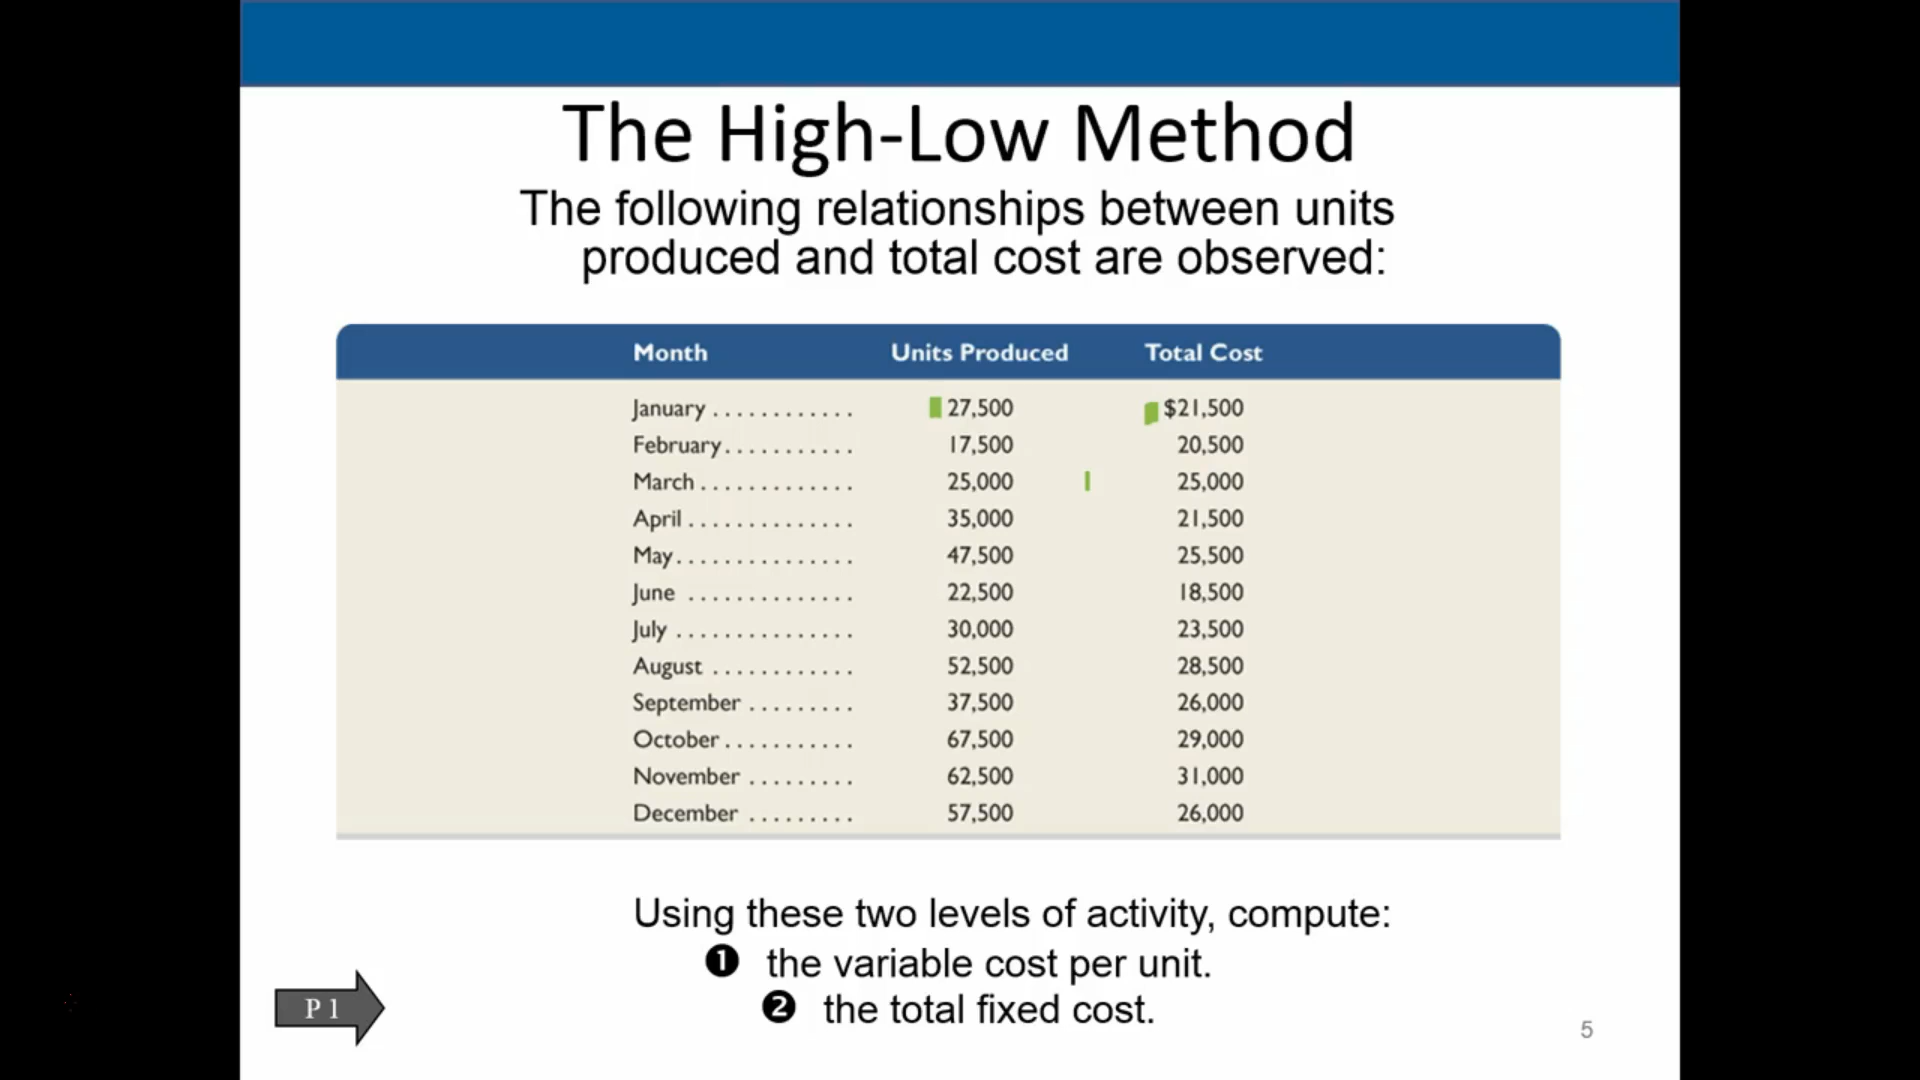 The High-Low Method
The following relationships between units
produced and total cost are observed:
Month Units Produced Total Cost
January ............ 27,500 $21,500
February........... 17,500 20,500
March ............. 25,000 25,000
April .............. 35,000 21,500
May............... 47,500 25,500
June .............. 22,500 18,500
July ............... 30,000 23,500
August ............ 52,500 28,500
September ......... 37,500 26,000
October........... 67,500 29,000
November ......... 62,500 31,000
December ......... 57,500 26,000
Using these two levels of activity, compute:
❶ the variable cost per unit.
❷ the total fixed cost.
P 1
5